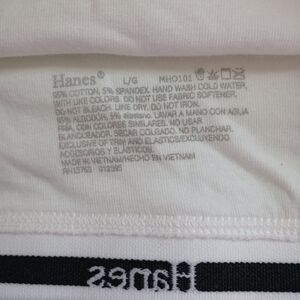 Hanes® L/G MHO101
95% COTTON, 5% SPANDEX. HAND WASH COLD WATER,
WITH LIKE COLORS. DO NOT USE FABRIC SOFTENER.
DO NOT BLEACH. LINE DRY. DO NOT IRON.
95% ALGODÓN, 5% elastano. LAVAR A MANO CON AGUA
FRÍA, CON COLORES SIMILARES. NO USAR
BLANQUEADOR. SECAR COLGADO. NO PLANCHAR.
EXCLUSIVE OF TRIM AND ELASTICS/EXCLUYENDO
ACCESORIOS Y ELASTICOS.
MADE IN VIETNAM/HECHO EN VIETNAM
RN15763
Hanes